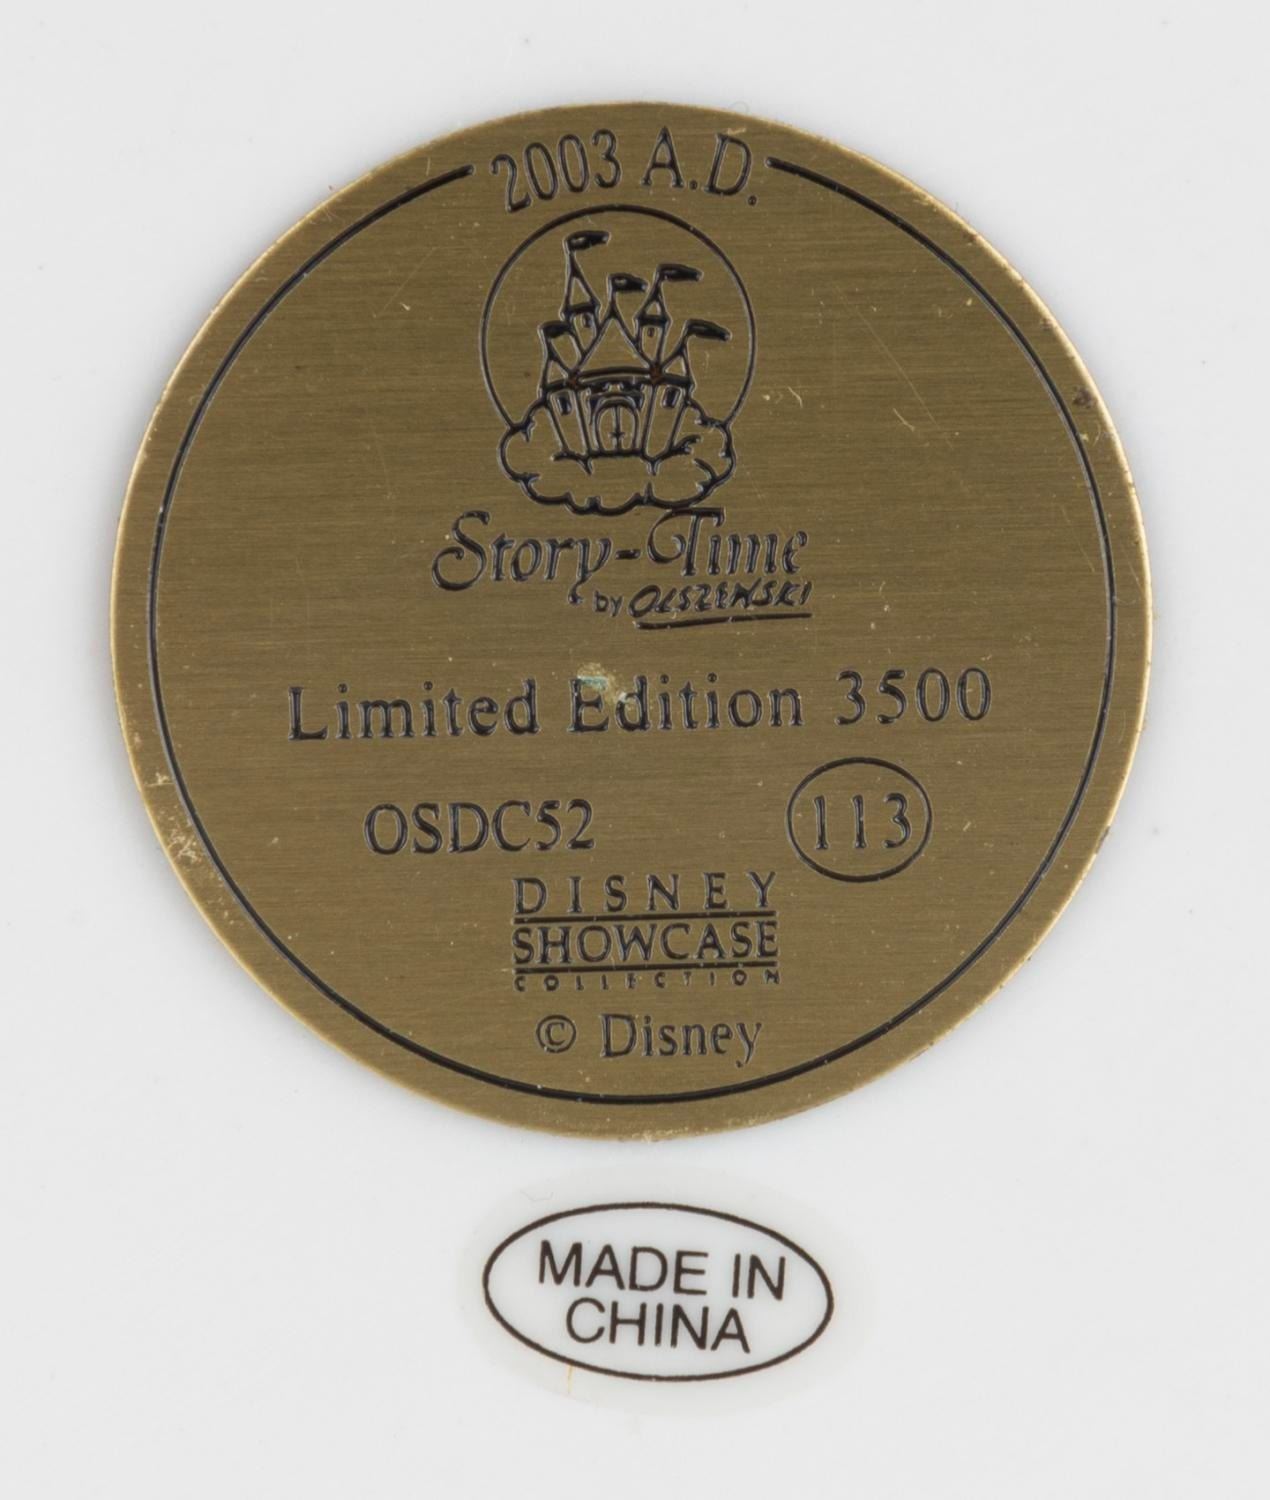 2003 A.D.
Story-Time
by OLSZEWSKI
Limited Edition 3500
OSDC52 113
DISNEY
SHOWCASE
COLLECTION
© Disney
MADE IN
CHINA